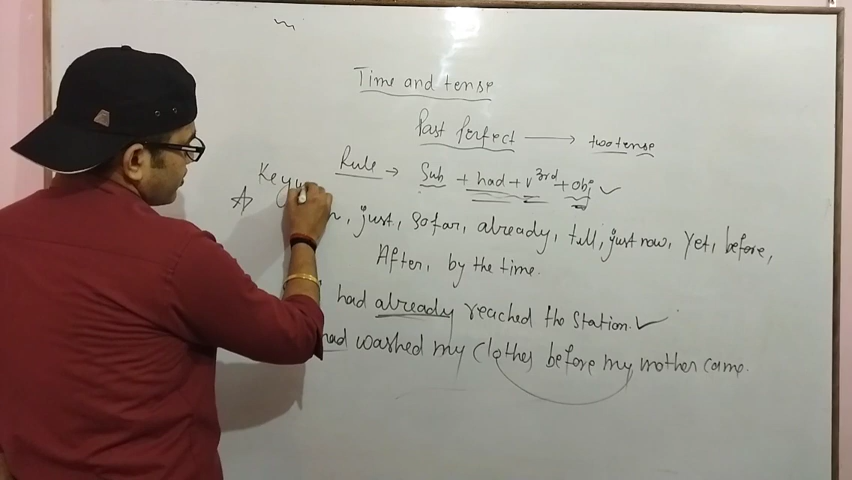 Time and tense
Past Perfect → two tense
Rule → Sub + had + v3rd + obj ✓
Key
just, so far, already, till, just now, yet, before,
After, by the time.
had already reached the station. ✓
had washed my clothes before my mother came.